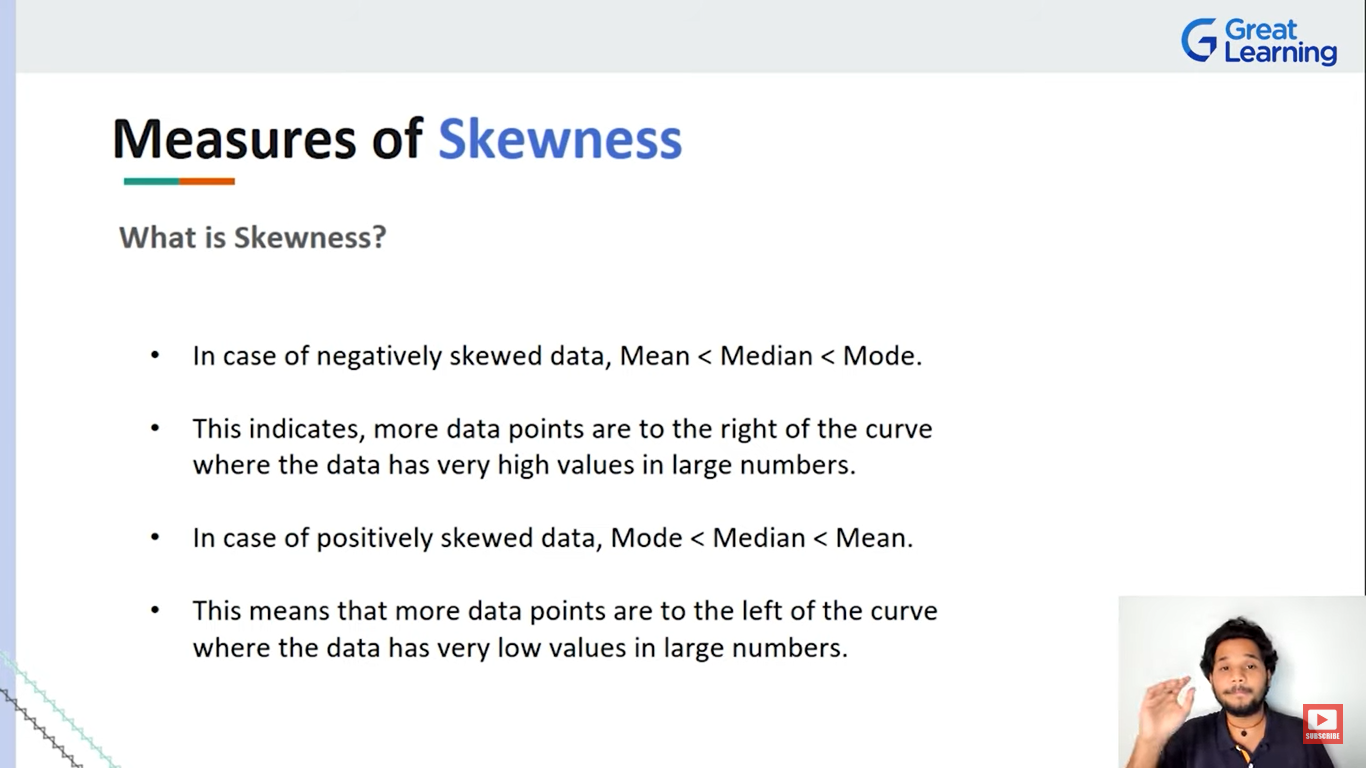 Great
Learning
Measures of Skewness
What is Skewness?
• In case of negatively skewed data, Mean < Median < Mode.
• This indicates, more data points are to the right of the curve
where the data has very high values in large numbers.
• In case of positively skewed data, Mode < Median < Mean.
• This means that more data points are to the left of the curve
where the data has very low values in large numbers.
SUBSCRIBE